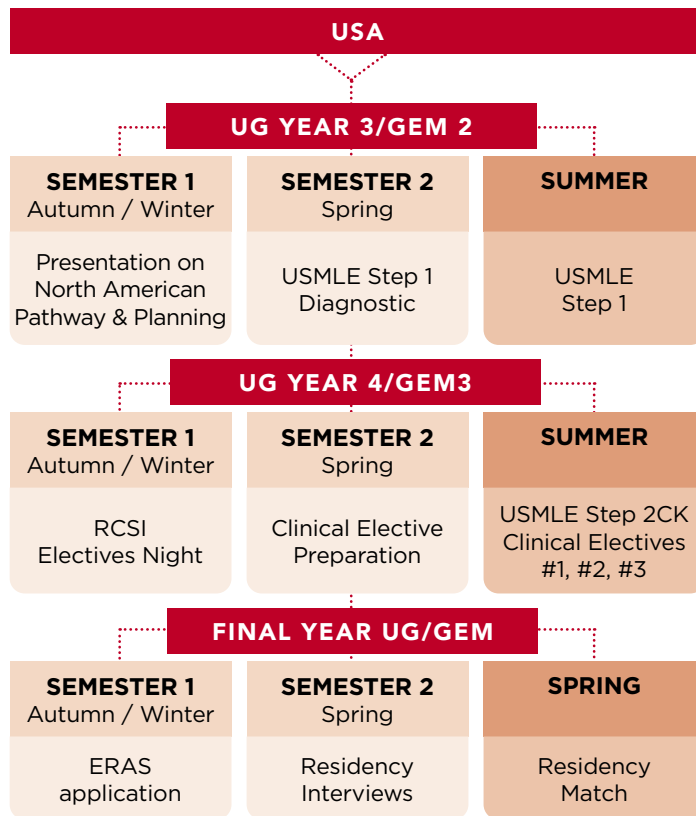 USA
UG YEAR 3/GEM 2
SEMESTER 1
Autumn / Winter
Presentation on
North American
Pathway & Planning
SEMESTER 2
Spring
USMLE Step 1
Diagnostic
SUMMER
USMLE
Step 1
UG YEAR 4/GEM3
SEMESTER 1
Autumn / Winter
RCSI
Electives Night
SEMESTER 2
Spring
Clinical Elective
Preparation
SUMMER
USMLE Step 2CK
Clinical Electives
#1, #2, #3
FINAL YEAR UG/GEM
SEMESTER 1
Autumn / Winter
ERAS
application
SEMESTER 2
Spring
Residency
Interviews
SPRING
Residency
Match